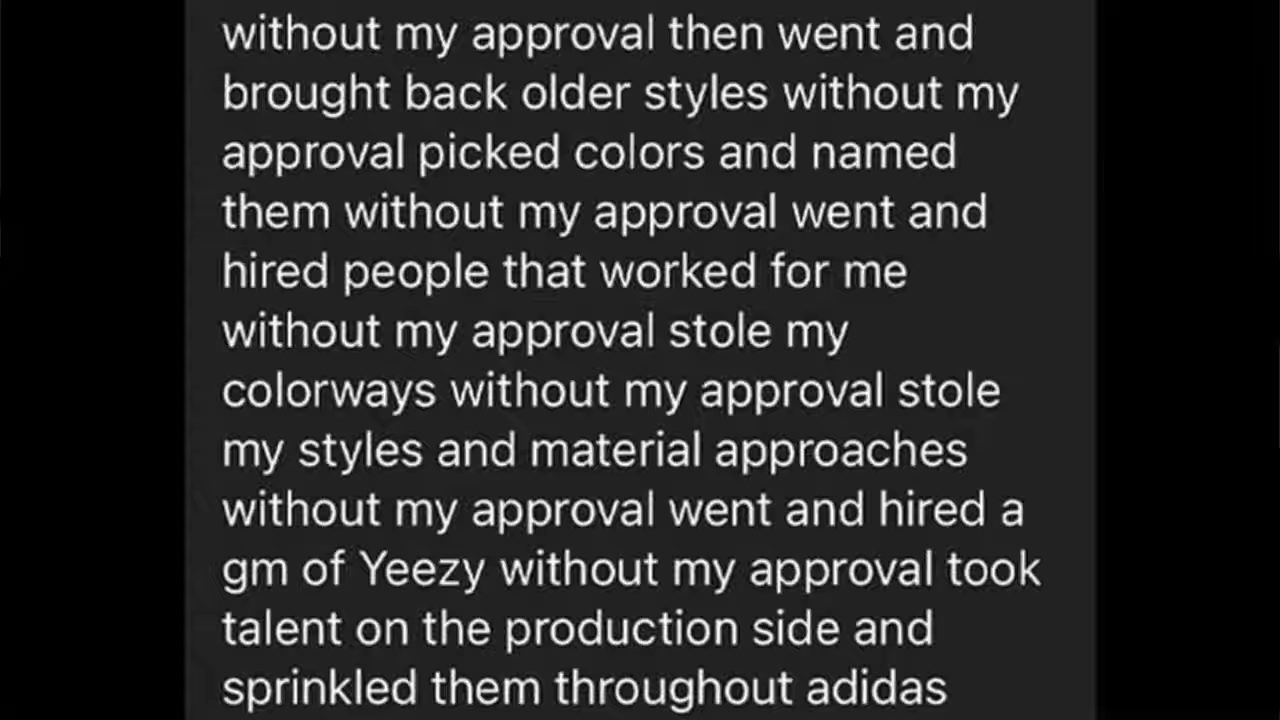 without my approval then went and
brought back older styles without my
approval picked colors and named
them without my approval went and
hired people that worked for me
without my approval stole my
colorways without my approval stole
my styles and material approaches
without my approval went and hired a
gm of Yeezy without my approval took
talent on the production side and
sprinkled them throughout adidas